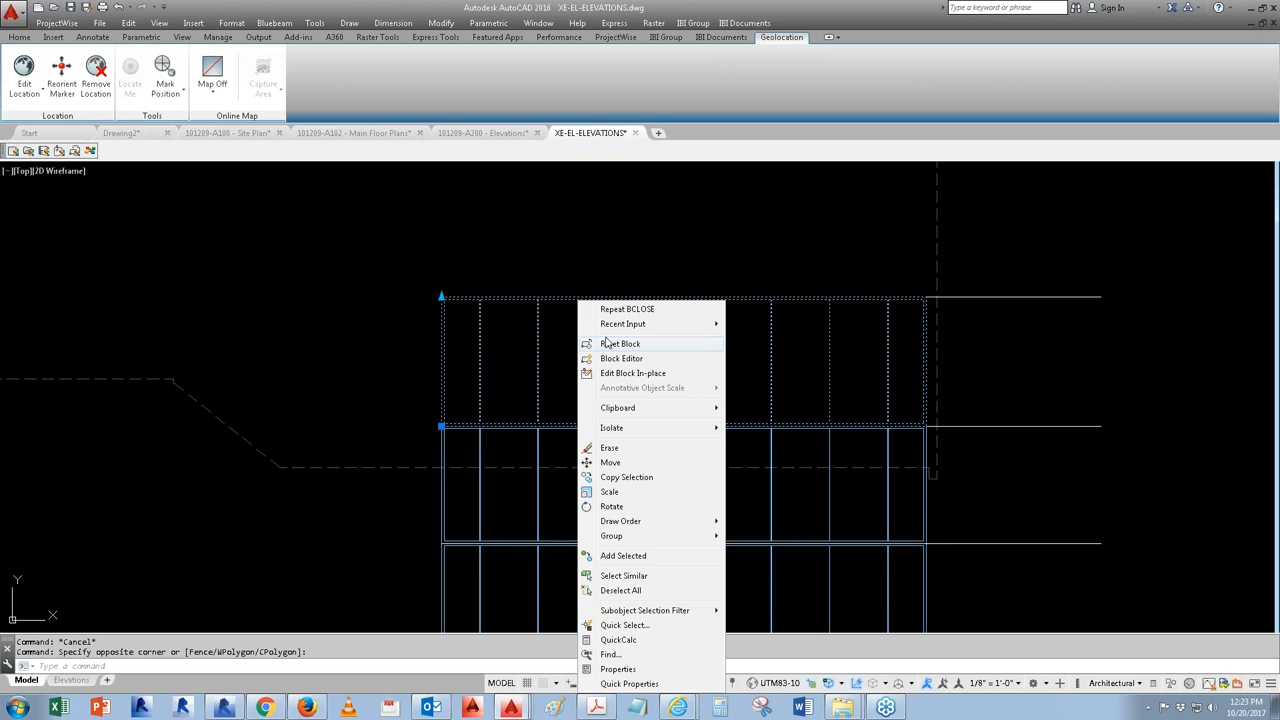 Autodesk AutoCAD 2016 XE-EL-ELEVATIONS.dwg
Type a keyword or phrase
Sign In
ProjectWise File Edit View Insert Format Bluebeam Tools Draw Dimension Modify Parametric Window Help Express Raster IBI Group IBI Documents
Home Insert Annotate Parametric View Manage Output Add-ins A360 Raster Tools Express Tools Featured Apps Performance ProjectWise IBI Group IBI Documents Geolocation
Edit Location
Reorient Marker
Remove Location
Locate Me
Mark Position
Map Off
Capture Area
Location Tools Online Map
Start Drawing2* 101209-A180 - Site Plan* 101209-A182 - Main Floor Plans* 101209-A200 - Elevations* XE-EL-ELEVATIONS*
[−][Top][2D Wireframe]
Repeat BCLOSE
Recent Input
Block
Block Editor
Edit Block In-place
Annotative Object Scale
Clipboard
Isolate
Erase
Move
Copy Selection
Scale
Rotate
Draw Order
Group
Add Selected
Select Similar
Deselect All
Subobject Selection Filter
Quick Select...
QuickCalc
Find...
Properties
Quick Properties
Y
X
Command: *Cancel*
Command: Specify opposite corner or [Fence/WPolygon/CPolygon]:
Type a command
Model Elevations
MODEL
UTM83-10
1/8" = 1'-0"
Architectural
12:23 PM
10/20/2017